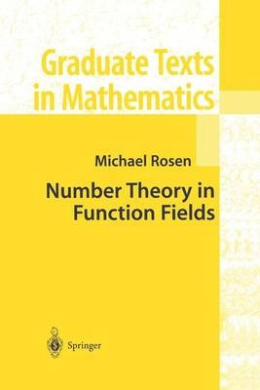 Graduate Texts
in Mathematics
Michael Rosen
Number Theory in
Function Fields
Springer